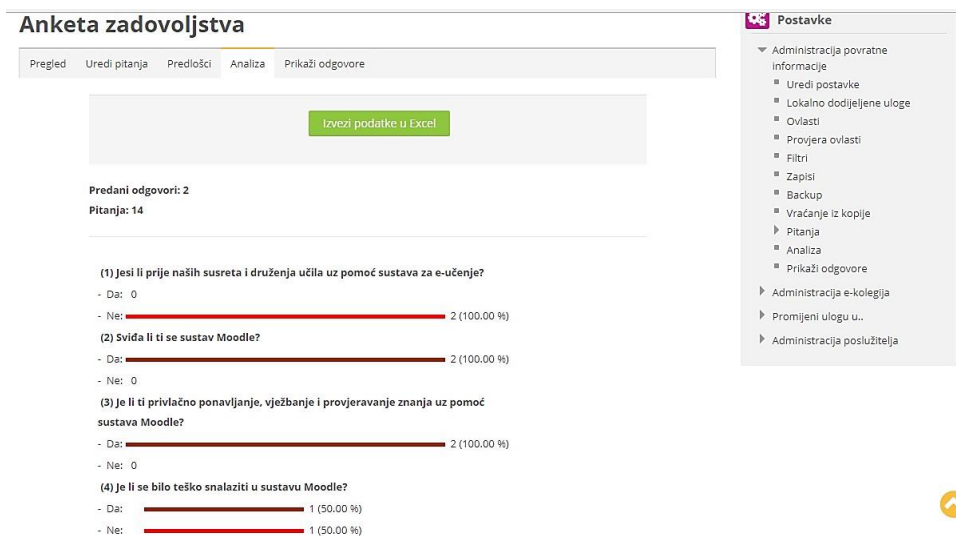 Anketa zadovoljstva
Pregled Uredi pitanja Predlošci Analiza Prikaži odgovore
Izvezi podatke u Excel
Predani odgovori: 2
Pitanja: 14
(1) Jesi li prije naših susreta i druženja učila uz pomoć sustava za e-učenje?
- Da: 0
- Ne: 2 (100.00 %)
(2) Sviđa li ti se sustav Moodle?
- Da: 2 (100.00 %)
- Ne: 0
(3) Je li ti privlačno ponavljanje, vježbanje i provjeravanje znanja uz pomoć
sustava Moodle?
- Da: 2 (100.00 %)
- Ne: 0
(4) Je li se bilo teško snalaziti u sustavu Moodle?
- Da: 1 (50.00 %)
- Ne: 1 (50.00 %)
Postavke
Administracija povratne
informacije
Uredi postavke
Lokalno dodijeljene uloge
Ovlasti
Provjera ovlasti
Filtri
Zapisi
Backup
Vraćanje iz kopije
Pitanja
Analiza
Prikaži odgovore
Administracija e-kolegija
Promijeni ulogu u..
Administracija poslužitelja